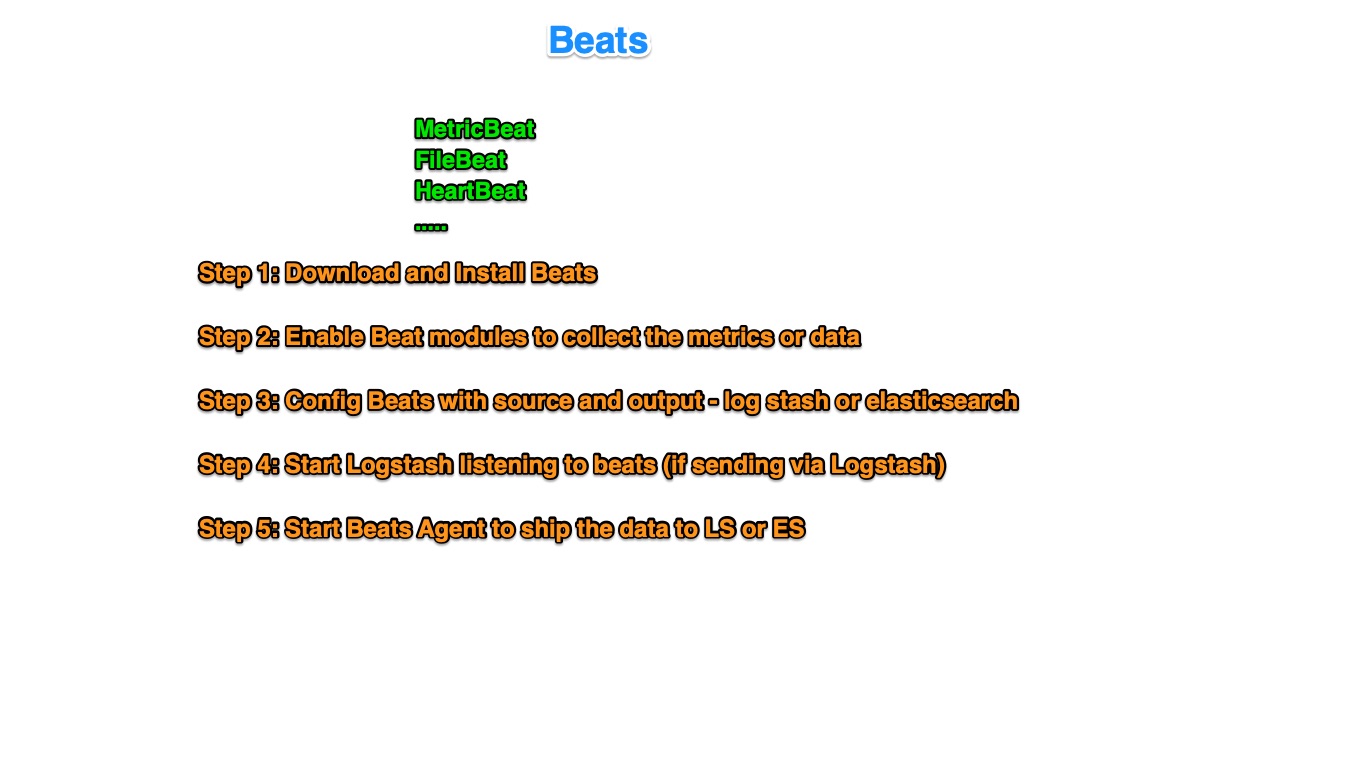 Beats
MetricBeat
FileBeat
HeartBeat
.....
Step 1: Download and Install Beats
Step 2: Enable Beat modules to collect the metrics or data
Step 3: Config Beats with source and output - log stash or elasticsearch
Step 4: Start Logstash listening to beats (if sending via Logstash)
Step 5: Start Beats Agent to ship the data to LS or ES